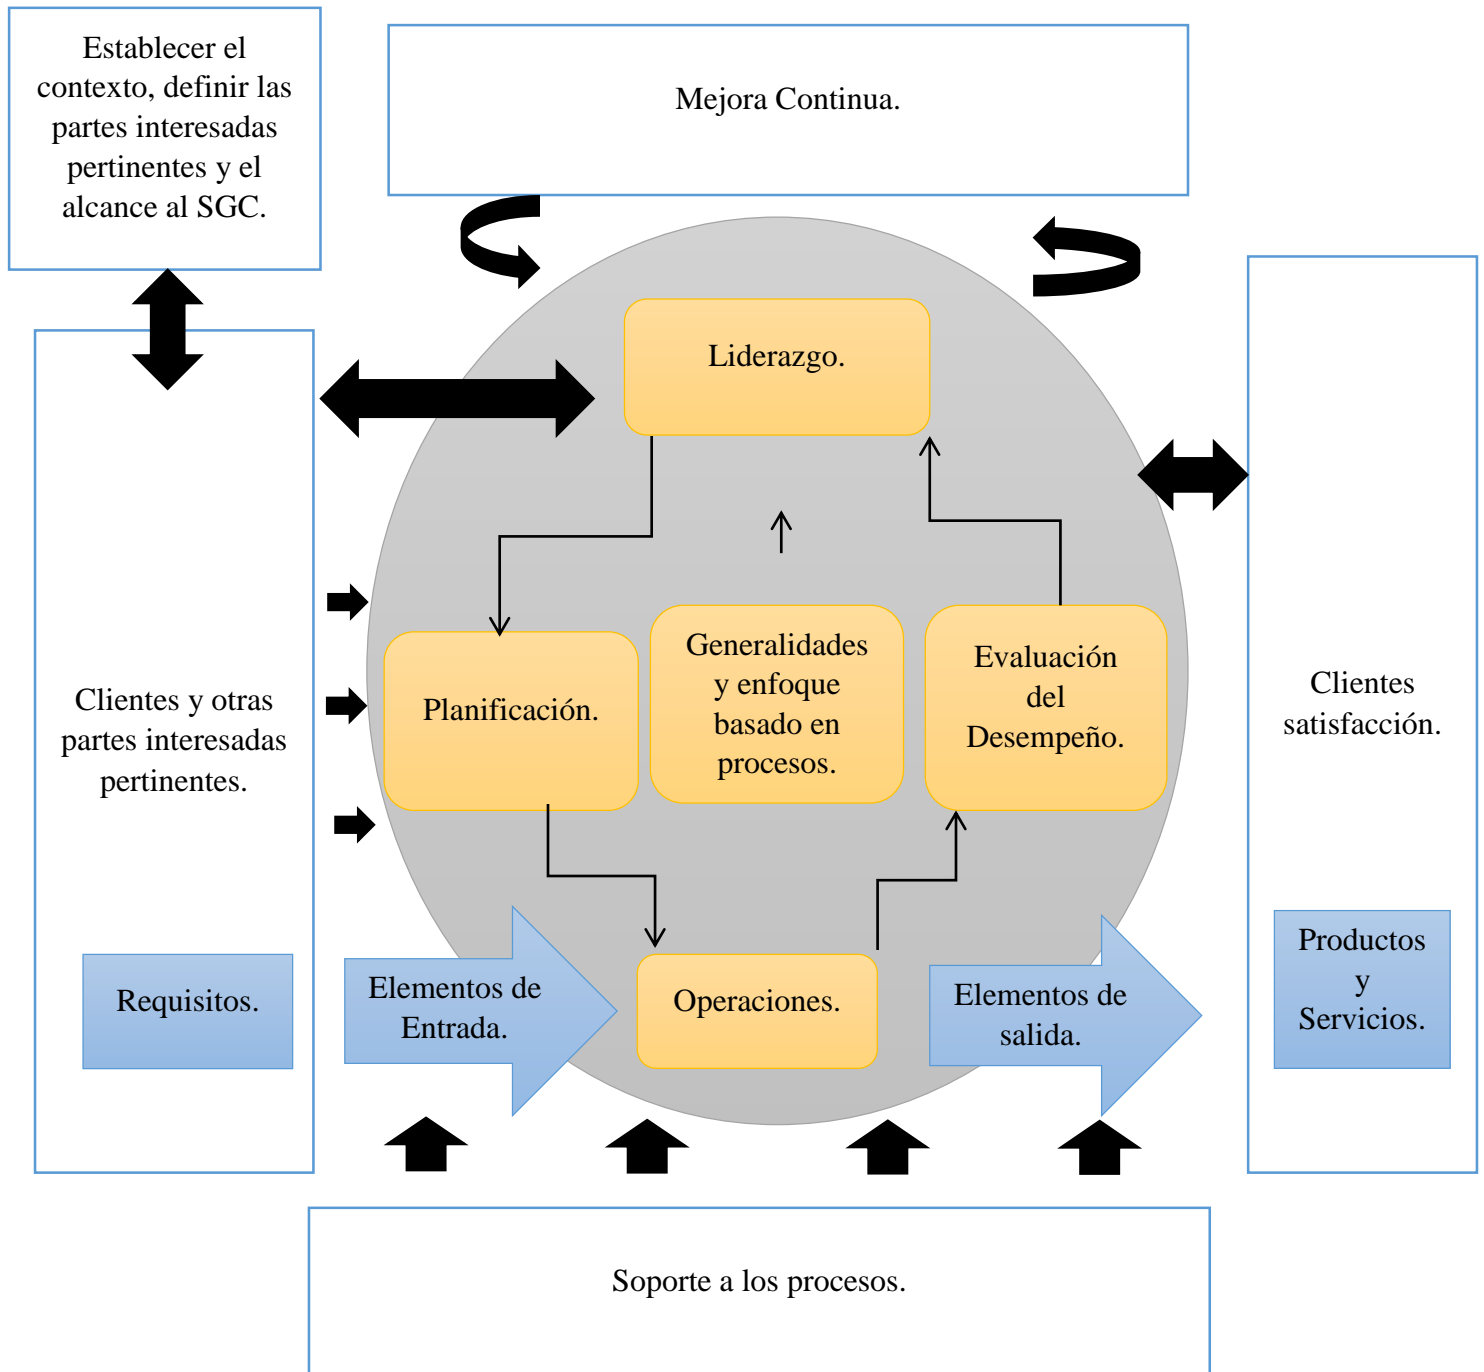 Establecer el
contexto, definir las
partes interesadas
pertinentes y el
alcance al SGC.
Mejora Continua.
Liderazgo.
Clientes y otras
partes interesadas
pertinentes.
Planificación.
Generalidades
y enfoque
basado en
procesos.
Evaluación
del
Desempeño.
Clientes
satisfacción.
Requisitos.
Elementos de
Entrada.
Operaciones.
Elementos de
salida.
Productos
y
Servicios.
Soporte a los procesos.